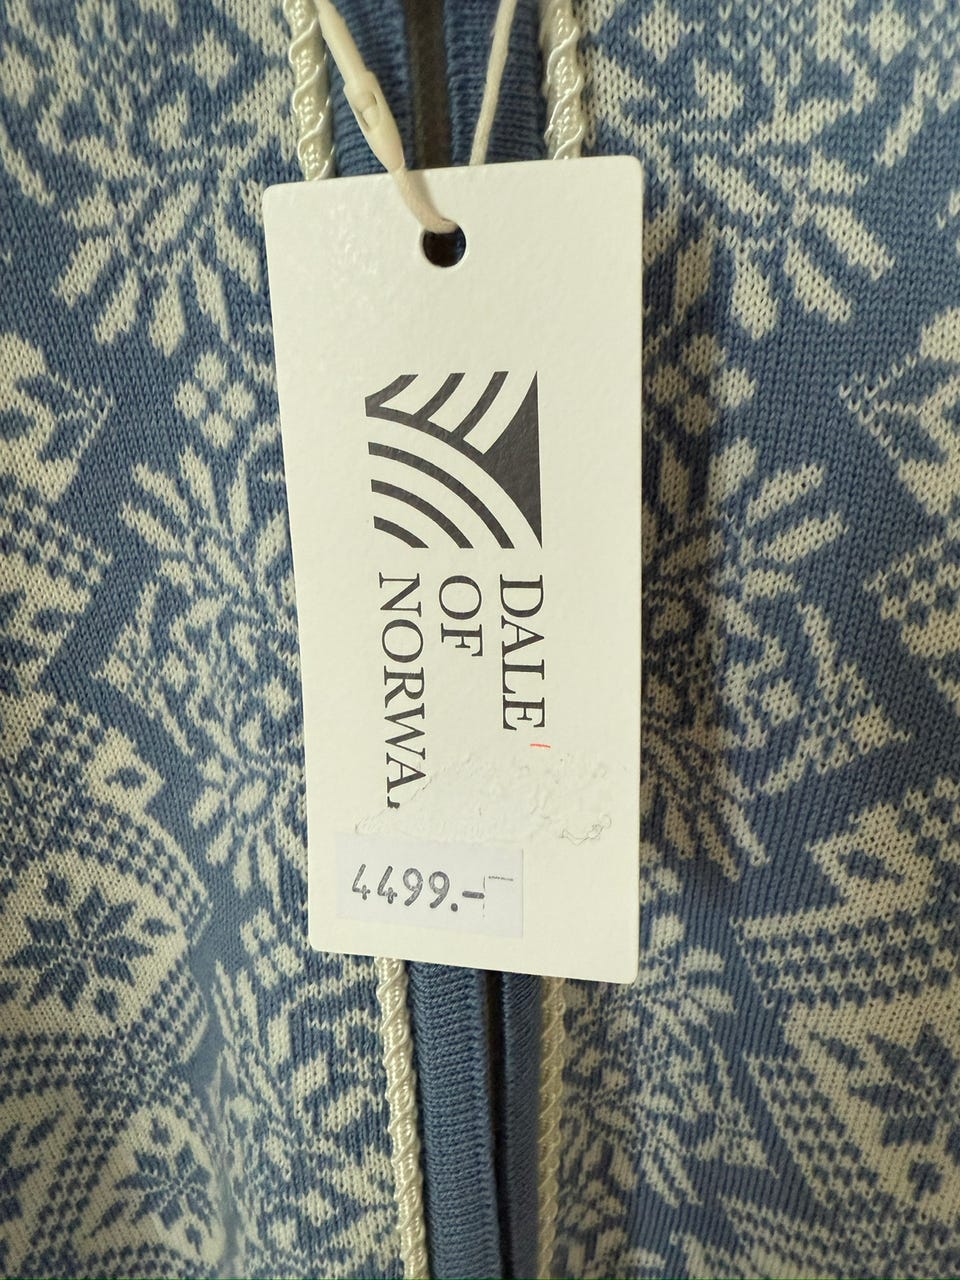 DALE
OF
NORWA
4499.-